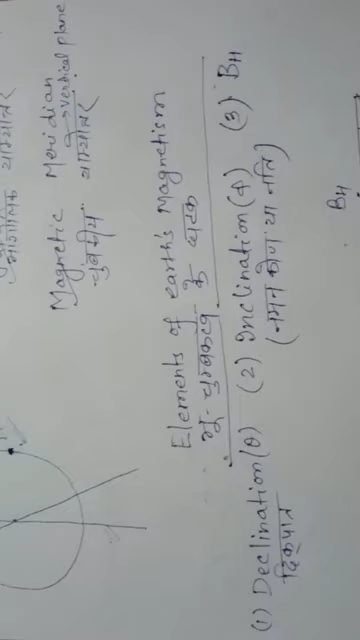 Magnetic Meridian
चुंबकीय याम्योत्तर → Vertical plane
Elements of earth's Magnetism
भू-चुम्बकत्व के घटक
(1) Declination (θ) (2) Inclination (ϕ) (3) BH
दिक्पात (नमन कोण या नति)
BH